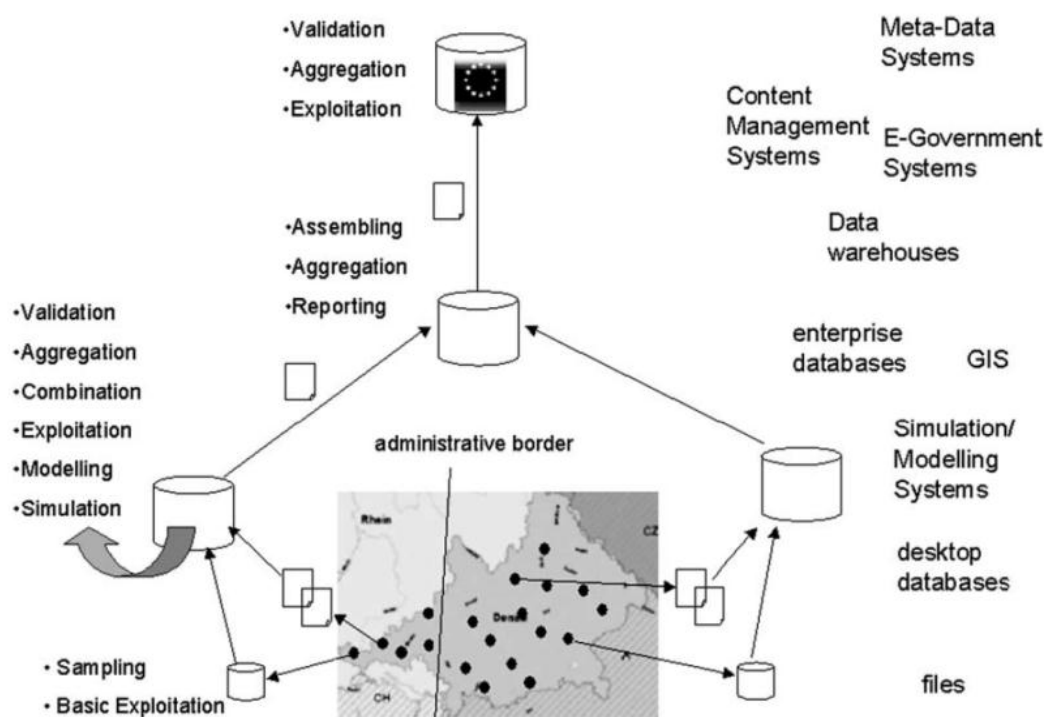 •Validation
•Aggregation
•Exploitation
Meta-Data
Systems
Content
Management
Systems
E-Government
Systems
•Assembling
•Aggregation
•Reporting
Data
warehouses
•Validation
•Aggregation
•Combination
•Exploitation
•Modelling
•Simulation
enterprise
databases
GIS
administrative border
Simulation/
Modelling
Systems
Rhein
CZ
desktop
databases
• Sampling
• Basic Exploitation
CH
files